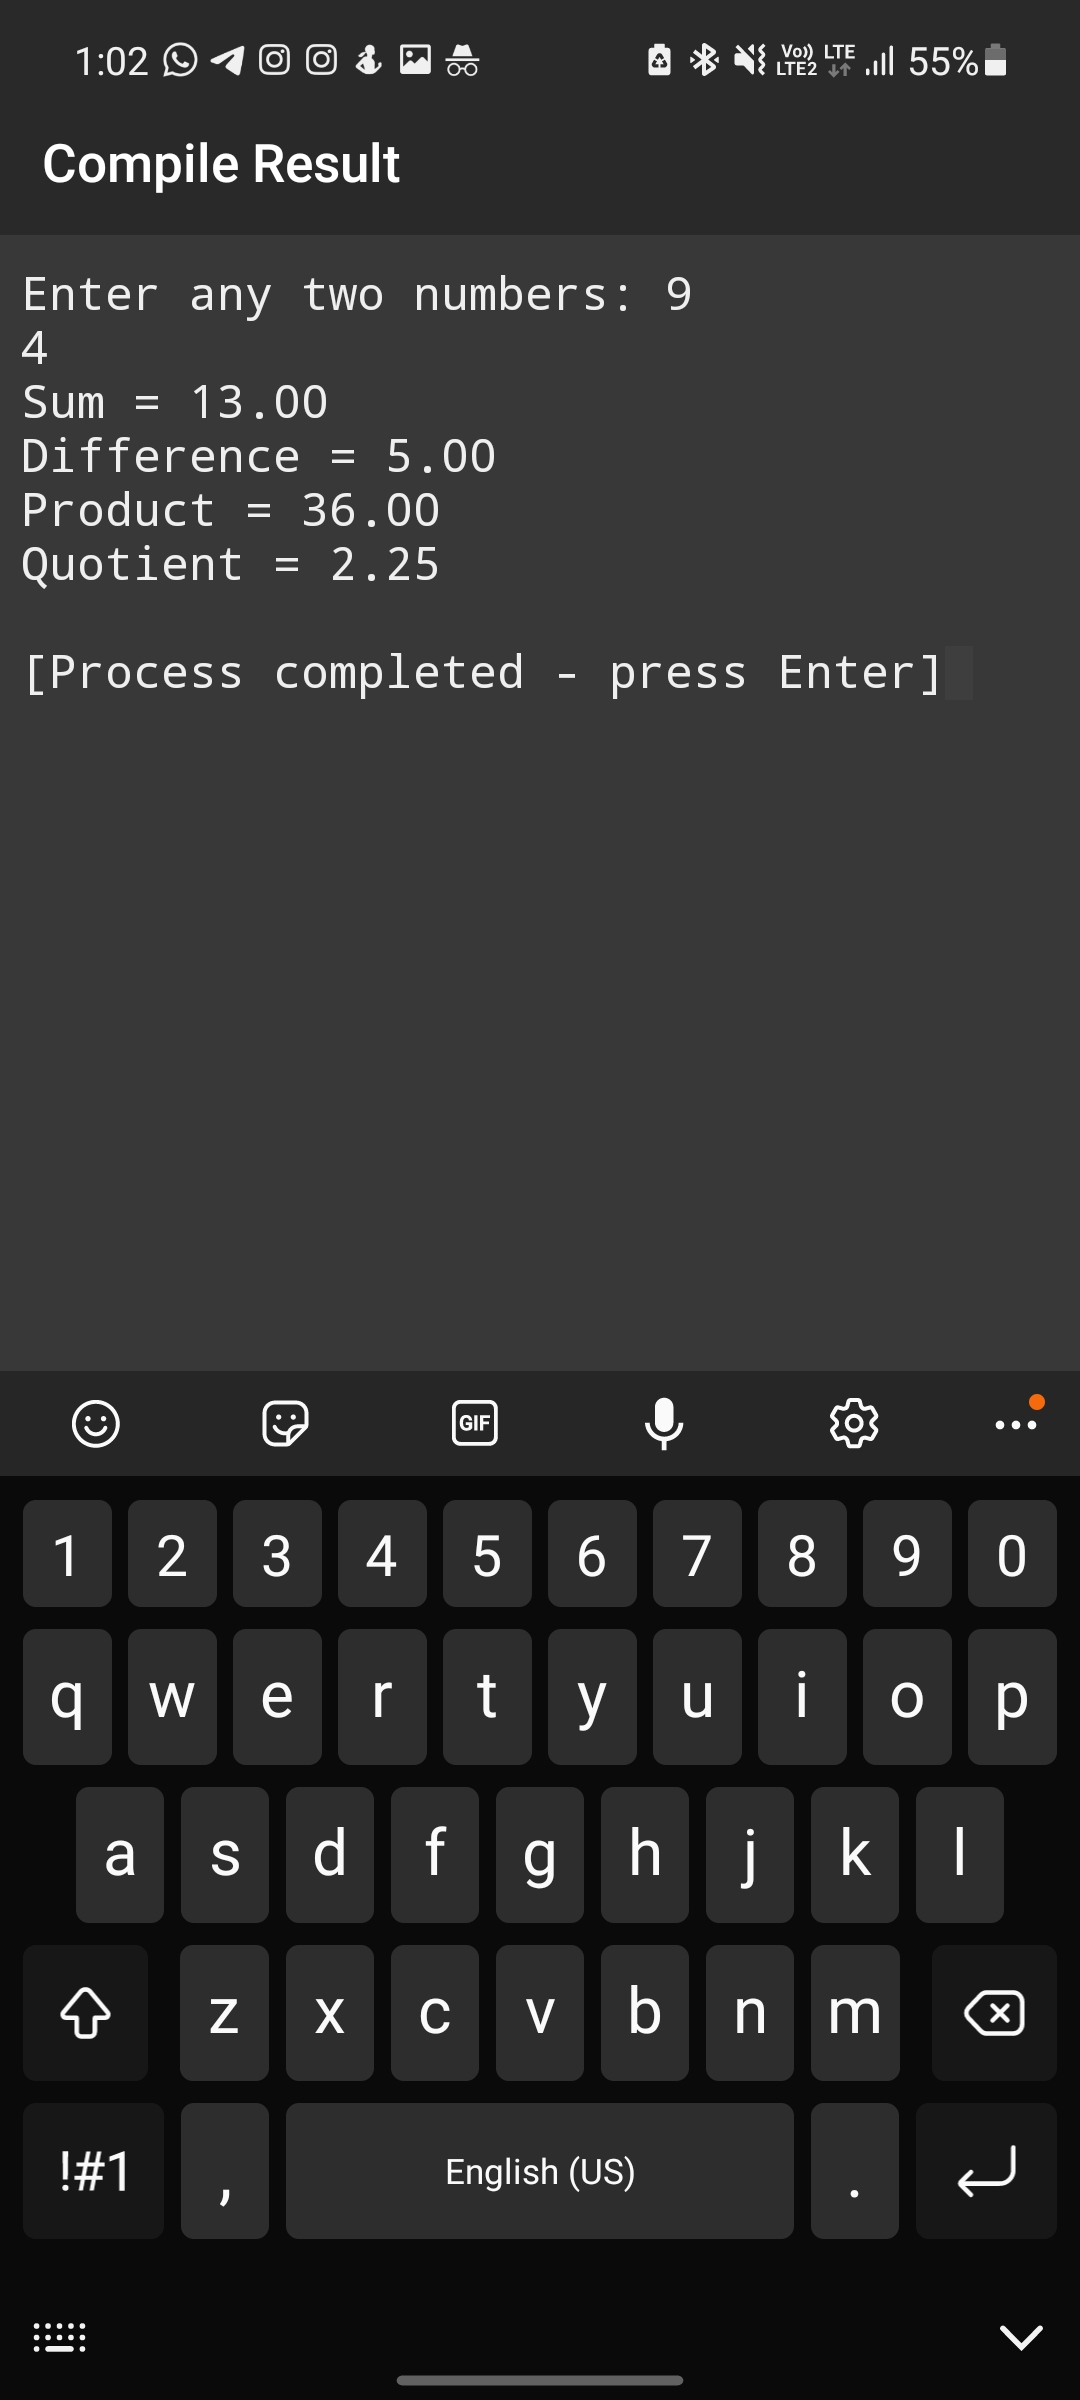 1:02 Vo)) LTE2 LTE 55%
Compile Result
Enter any two numbers: 9
4
Sum = 13.00
Difference = 5.00
Product = 36.00
Quotient = 2.25
[Process completed - press Enter]
GIF
1 2 3 4 5 6 7 8 9 0
q w e r t y u i o p
a s d f g h j k l
z x c v b n m
!#1 , English (US) .